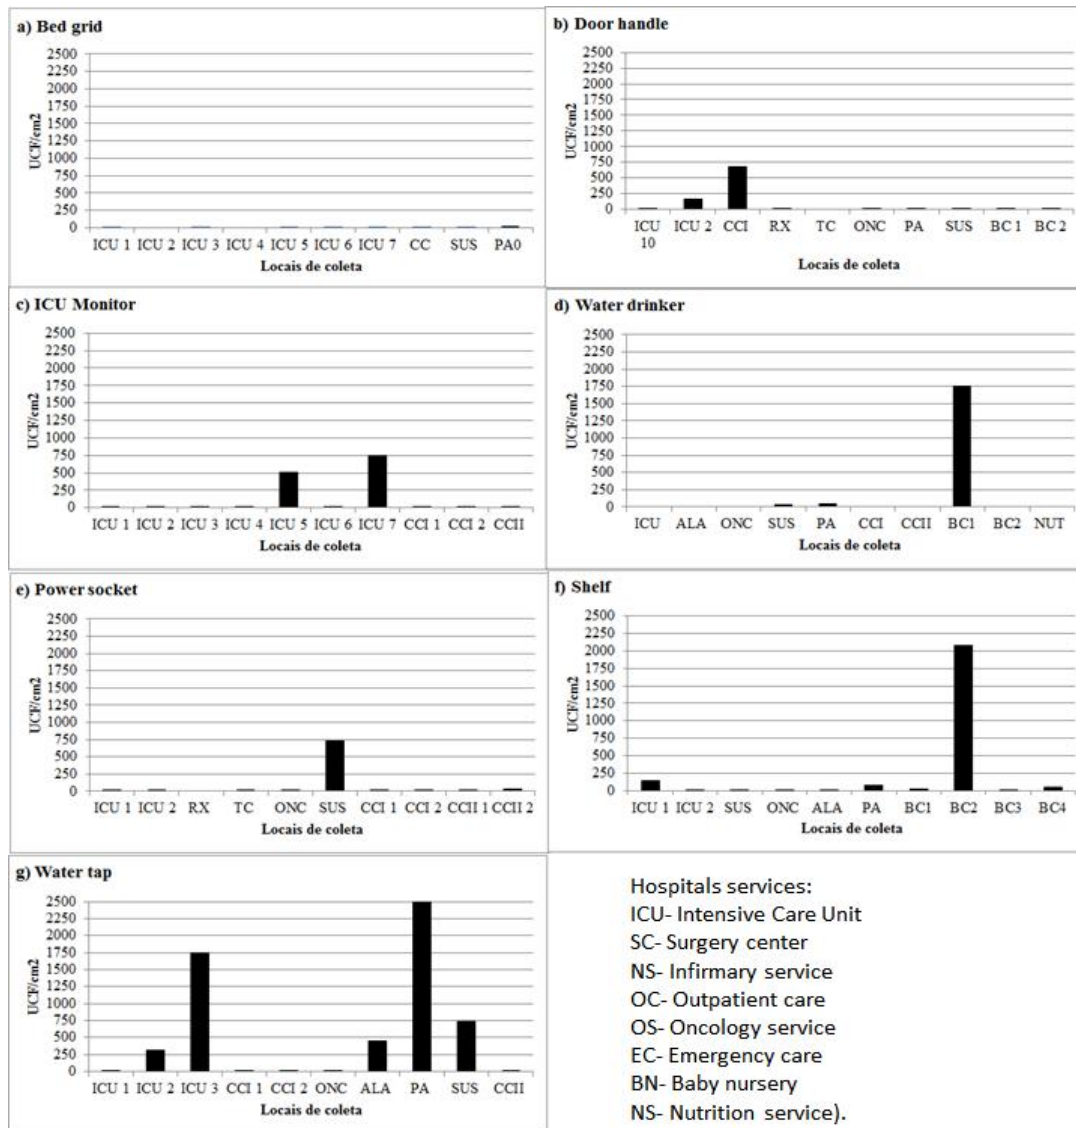 a) Bed grid
2500
2250
2000
1750
1500
1250
1000
750
500
250
0
UCF/cm2
ICU 1 ICU 2 ICU 3 ICU 4 ICU 5 ICU 6 ICU 7 CC SUS PA0
Locais de coleta
b) Door handle
2500
2250
2000
1750
1500
1250
1000
750
500
250
0
UCF/cm2
ICU 10 ICU 2 CCI RX TC ONC PA SUS BC 1 BC 2
Locais de coleta
c) ICU Monitor
2500
2250
2000
1750
1500
1250
1000
750
500
250
0
UCF/cm2
ICU 1 ICU 2 ICU 3 ICU 4 ICU 5 ICU 6 ICU 7 CCI 1 CCI 2 CCII
Locais de coleta
d) Water drinker
2500
2250
2000
1750
1500
1250
1000
750
500
250
0
UCF/cm2
ICU ALA ONC SUS PA CCI CCII BC1 BC2 NUT
Locais de coleta
e) Power socket
2500
2250
2000
1750
1500
1250
1000
750
500
250
0
UCF/cm2
ICU 1 ICU 2 RX TC ONC SUS CCI 1 CCI 2 CCII 1 CCII 2
Locais de coleta
f) Shelf
2500
2250
2000
1750
1500
1250
1000
750
500
250
0
UCF/cm2
ICU 1 ICU 2 SUS ONC ALA PA BC1 BC2 BC3 BC4
Locais de coleta
g) Water tap
2500
2250
2000
1750
1500
1250
1000
750
500
250
0
UCF/cm2
ICU 1 ICU 2 ICU 3 CCI 1 CCI 2 ONC ALA PA SUS CCII
Locais de coleta
Hospitals services:
ICU- Intensive Care Unit
SC- Surgery center
NS- Infirmary service
OC- Outpatient care
OS- Oncology service
EC- Emergency care
BN- Baby nursery
NS- Nutrition service).